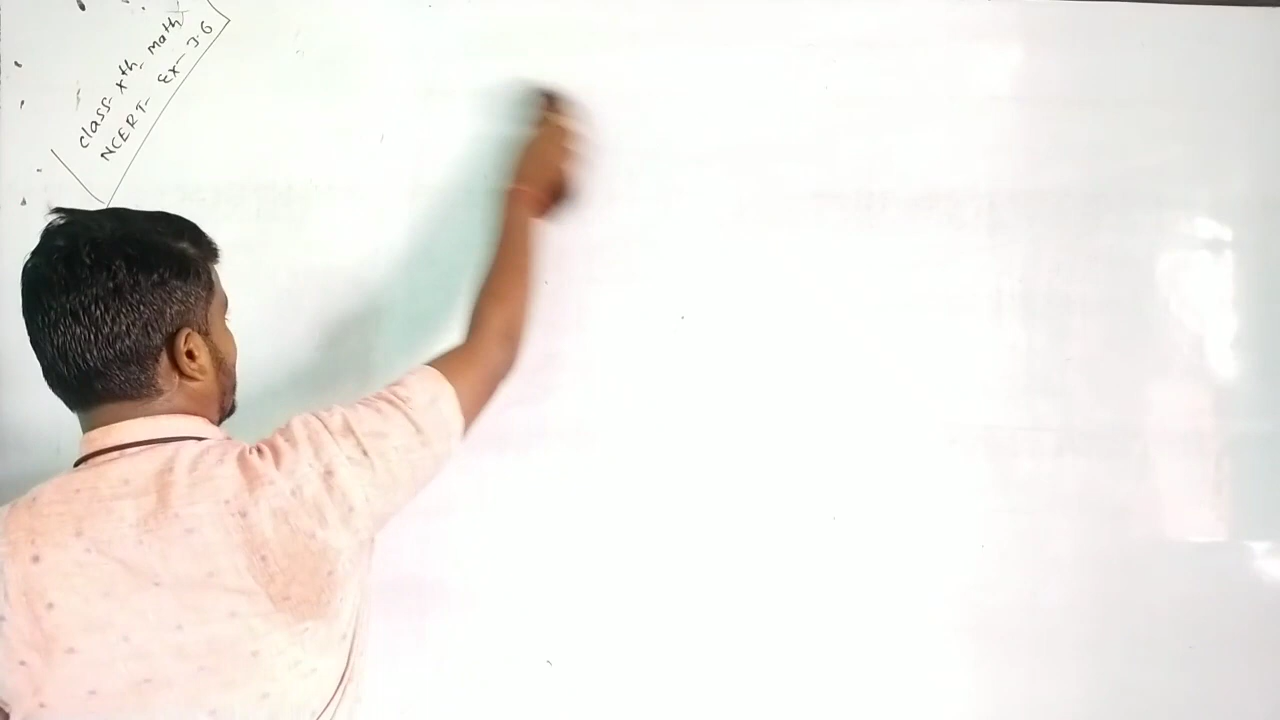 class- Xth- math
NCERT- Ex- 3.6